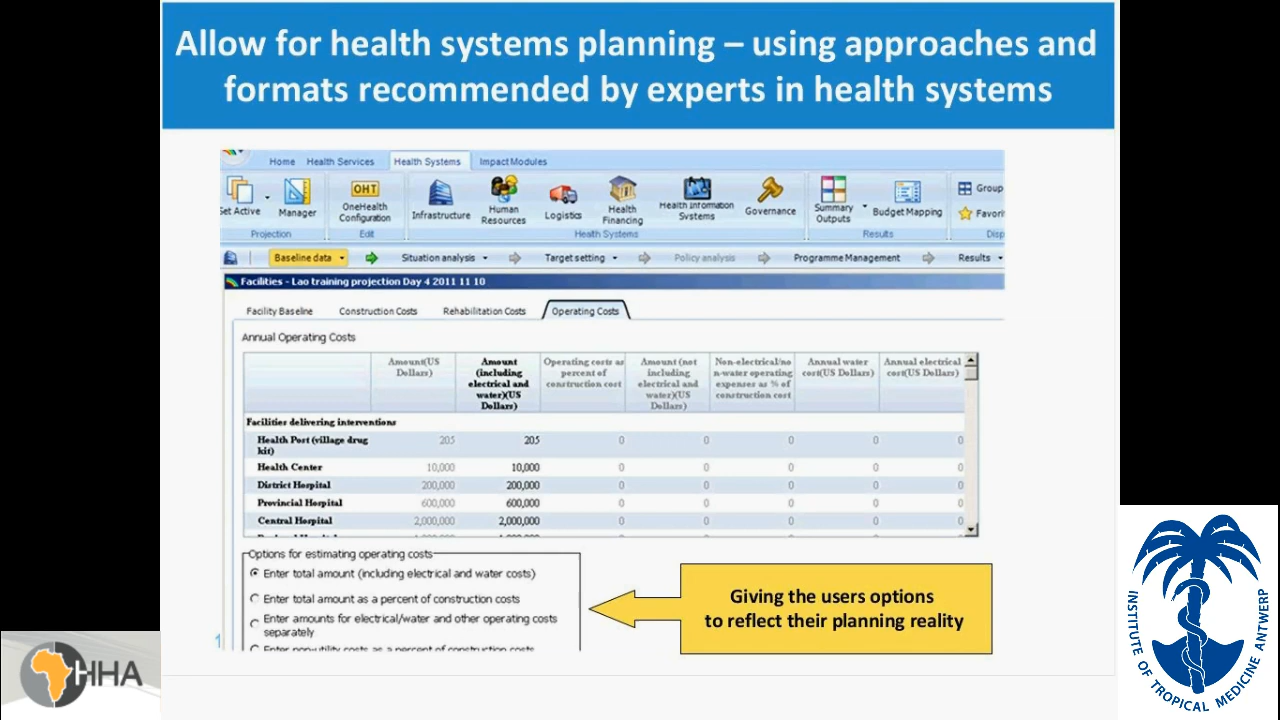 Allow for health systems planning – using approaches and
formats recommended by experts in health systems
Home Health Services Health Systems Impact Modules
Set Active
Manager
Projection
OHT
OneHealth
Configuration
Edit
Infrastructure
Human
Resources
Logistics
Health
Financing
Health Information
Systems
Governance
Health Systems
Summary
Outputs
Budget Mapping
Results
Group
Favori
Disp
Baseline data Situation analysis Target setting Policy analysis Programme Management Results
Facilities - Lao training projection Day 4 2011 11 10
Facility Baseline Construction Costs Rehabilitation Costs Operating Costs
Annual Operating Costs
Amount(US
Dollars)
Amount
(including
electrical and
water)(US
Dollars)
Operating costs as
percent of
construction cost
Amount (not
including
electrical and
water)(US
Dollars)
Non-electrical/no
n-water operating
expenses as % of
construction cost
Annual water
cost(US Dollars)
Annual electrical
cost(US Dollars)
Facilities delivering interventions
Health Post (village drug
kit)
205 205 0 0 0 0 0
Health Center 10,000 10,000 0 0 0 0 0
District Hospital 200,000 200,000 0 0 0 0 0
Provincial Hospital 600,000 600,000 0 0 0 0 0
Central Hospital 2,000,000 2,000,000 0 0 0 0 0
Options for estimating operating costs
Enter total amount (including electrical and water costs)
Enter total amount as a percent of construction costs
Enter amounts for electrical/water and other operating costs
separately
Enter non-utility costs as a percent of construction costs
Giving the users options
to reflect their planning reality
1
HHA
INSTITUTE OF TROPICAL MEDICINE ANTWERP